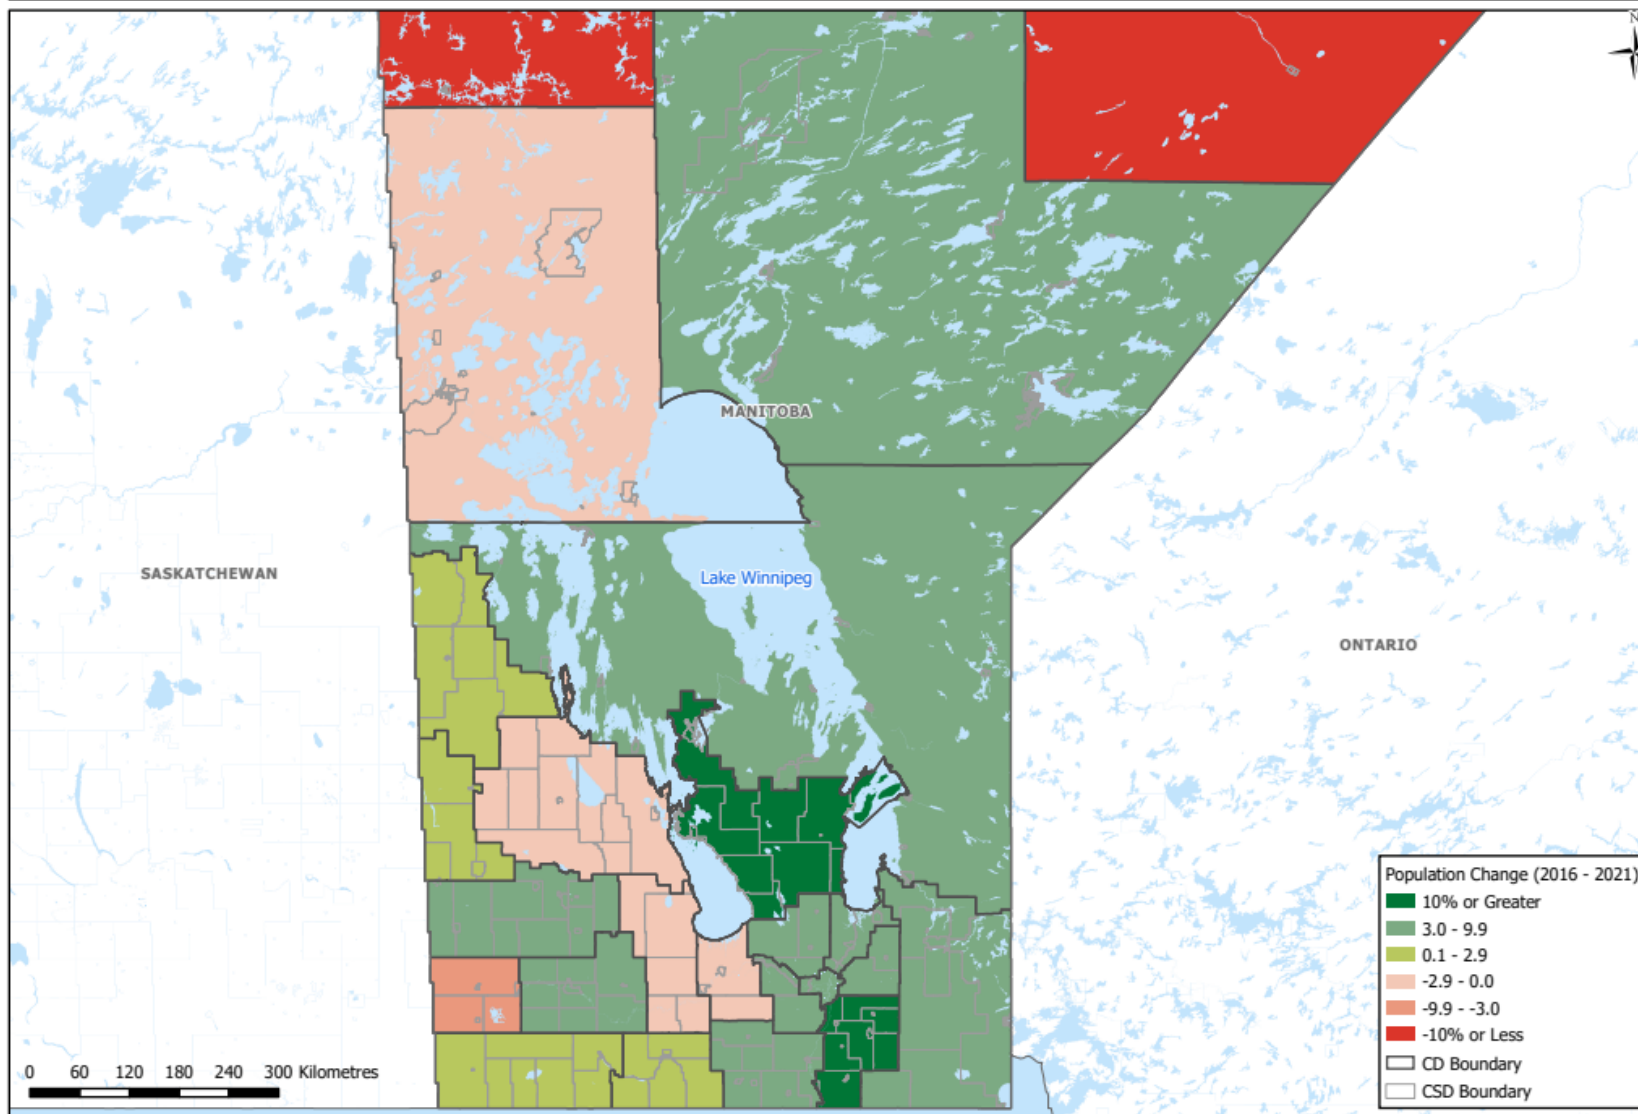 N
MANITOBA
SASKATCHEWAN
Lake Winnipeg
ONTARIO
Population Change (2016 - 2021)
10% or Greater
3.0 - 9.9
0.1 - 2.9
-2.9 - 0.0
-9.9 - -3.0
-10% or Less
CD Boundary
CSD Boundary
0 60 120 180 240 300 Kilometres